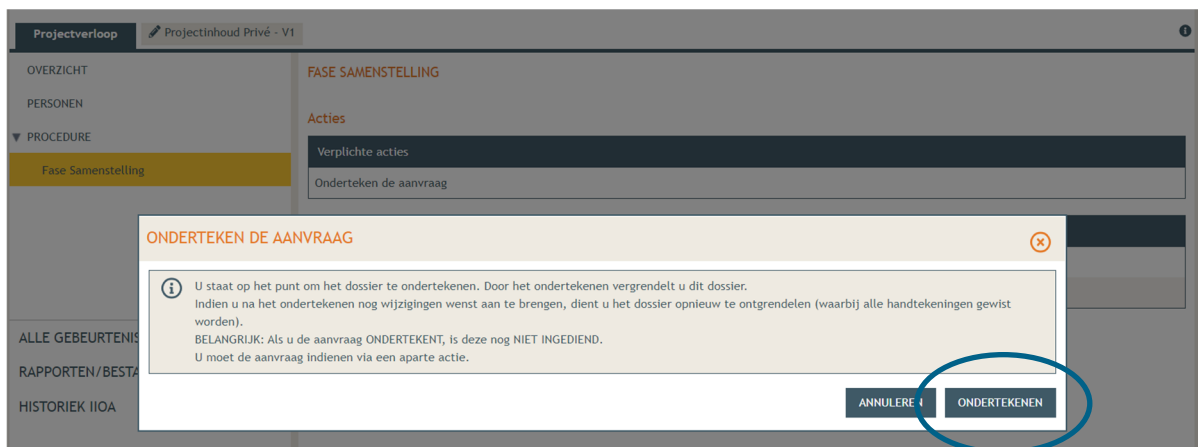 Projectverloop
Projectinhoud Privé - V1
OVERZICHT
PERSONEN
PROCEDURE
Fase Samenstelling
ALLE GEBEURTENIS
RAPPORTEN/BESTA
HISTORIEK IIOA
FASE SAMENSTELLING
Acties
Verplichte acties
Onderteken de aanvraag
ONDERTEKEN DE AANVRAAG
U staat op het punt om het dossier te ondertekenen. Door het ondertekenen vergrendelt u dit dossier.
Indien u na het ondertekenen nog wijzigingen wenst aan te brengen, dient u het dossier opnieuw te ontgrendelen (waarbij alle handtekeningen gewist
worden).
BELANGRIJK: Als u de aanvraag ONDERTEKENT, is deze nog NIET INGEDIEND.
U moet de aanvraag indienen via een aparte actie.
ANNULEREN
ONDERTEKENEN